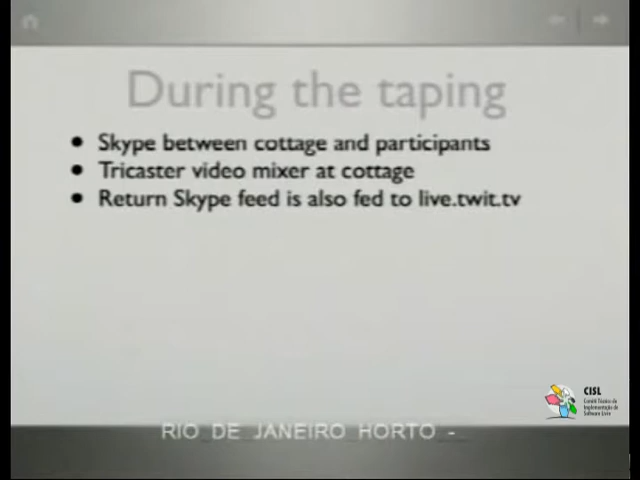 During the taping
• Skype between cottage and participants
• Tricaster video mixer at cottage
• Return Skype feed is also fed to live.twit.tv
CISL
Comitê Técnico de
Implementação de
Software Livre
RIO DE JANEIRO HORTO -